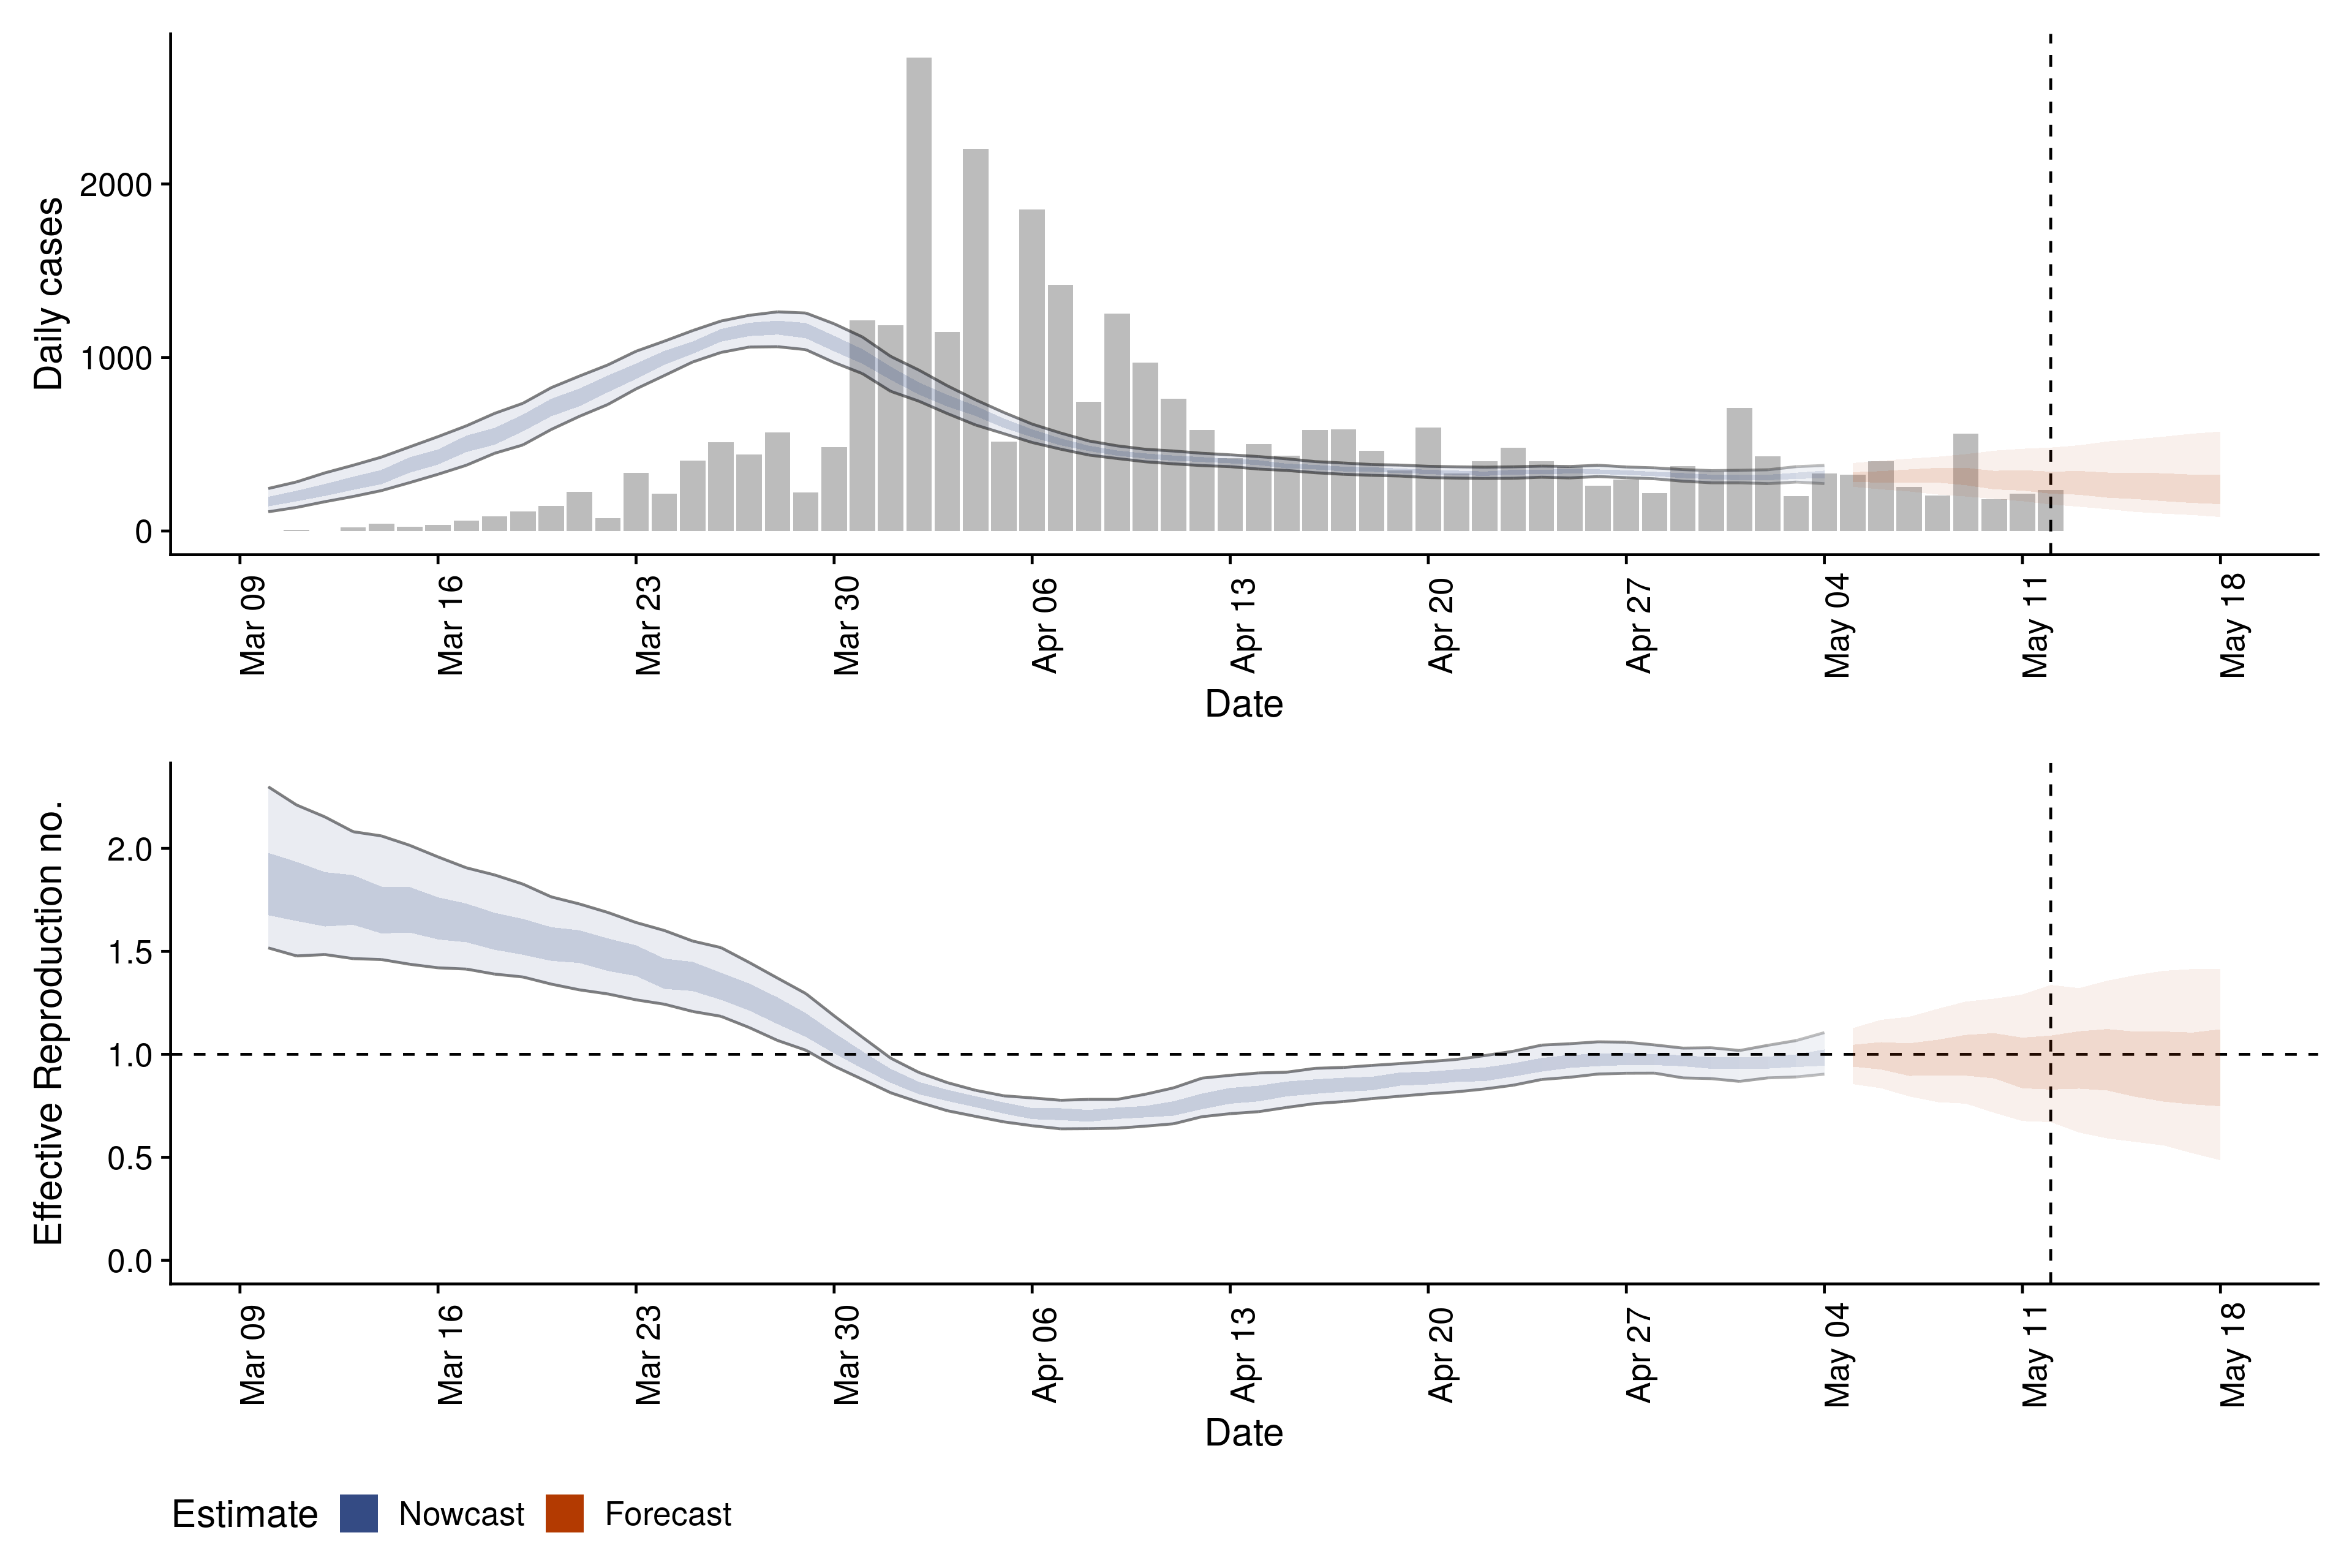 Daily cases
2000
1000
0
Mar 09
Mar 16
Mar 23
Mar 30
Apr 06
Apr 13
Apr 20
Apr 27
May 04
May 11
May 18
Date
Effective Reproduction no.
2.0
1.5
1.0
0.5
0.0
Mar 09
Mar 16
Mar 23
Mar 30
Apr 06
Apr 13
Apr 20
Apr 27
May 04
May 11
May 18
Date
Estimate Nowcast Forecast